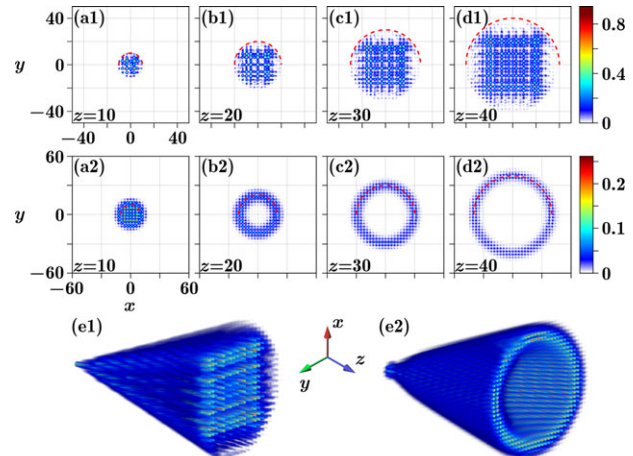 (a1) (b1) (c1) (d1)
50
0.8
y 0
0.4
−50
z=10 z=20 z=30 z=40
0
−40 0 40
60
(a2) (b2) (c2) (d2)
0.2
y 0
0.1
z=10 z=20 z=30 z=40
−60
0
−60 0 60
x
(e1) x (e2)
z
y